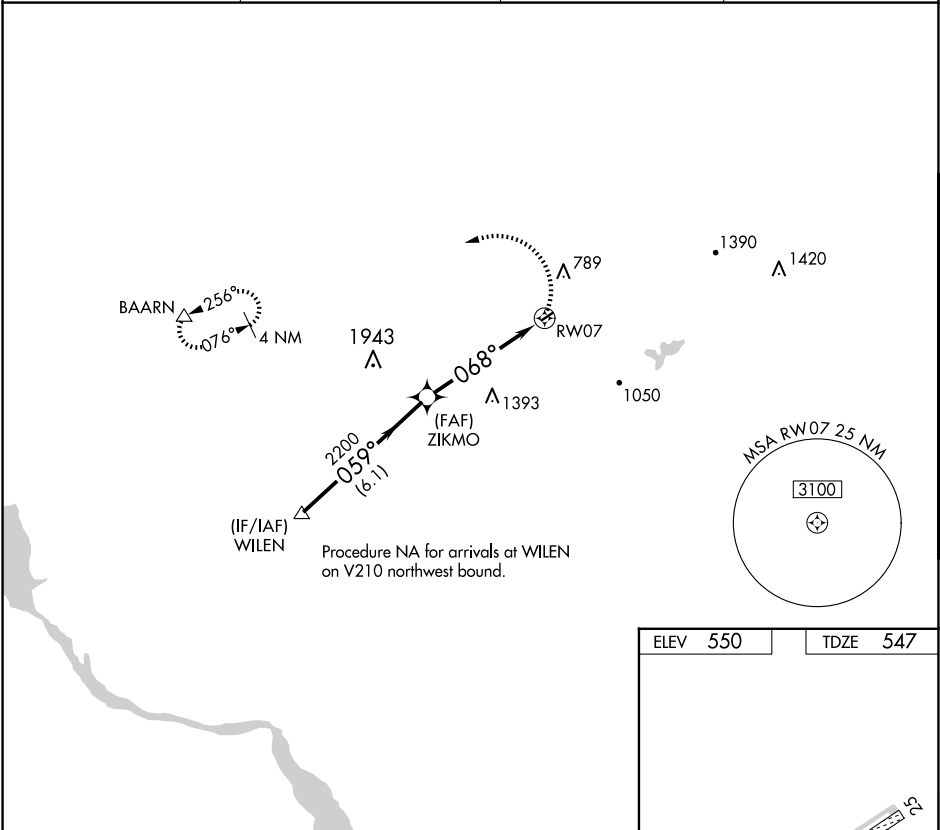 1390
1420
789
BAARN
256°
076°
4 NM
RW07
1943
068°
1393
1050
(FAF)
ZIKMO
2200
059°
(6.1)
MSA RW07 25 NM
3100
(IF/IAF)
WILEN
Procedure NA for arrivals at WILEN
on V210 northwest bound.
ELEV 550
TDZE 547
25